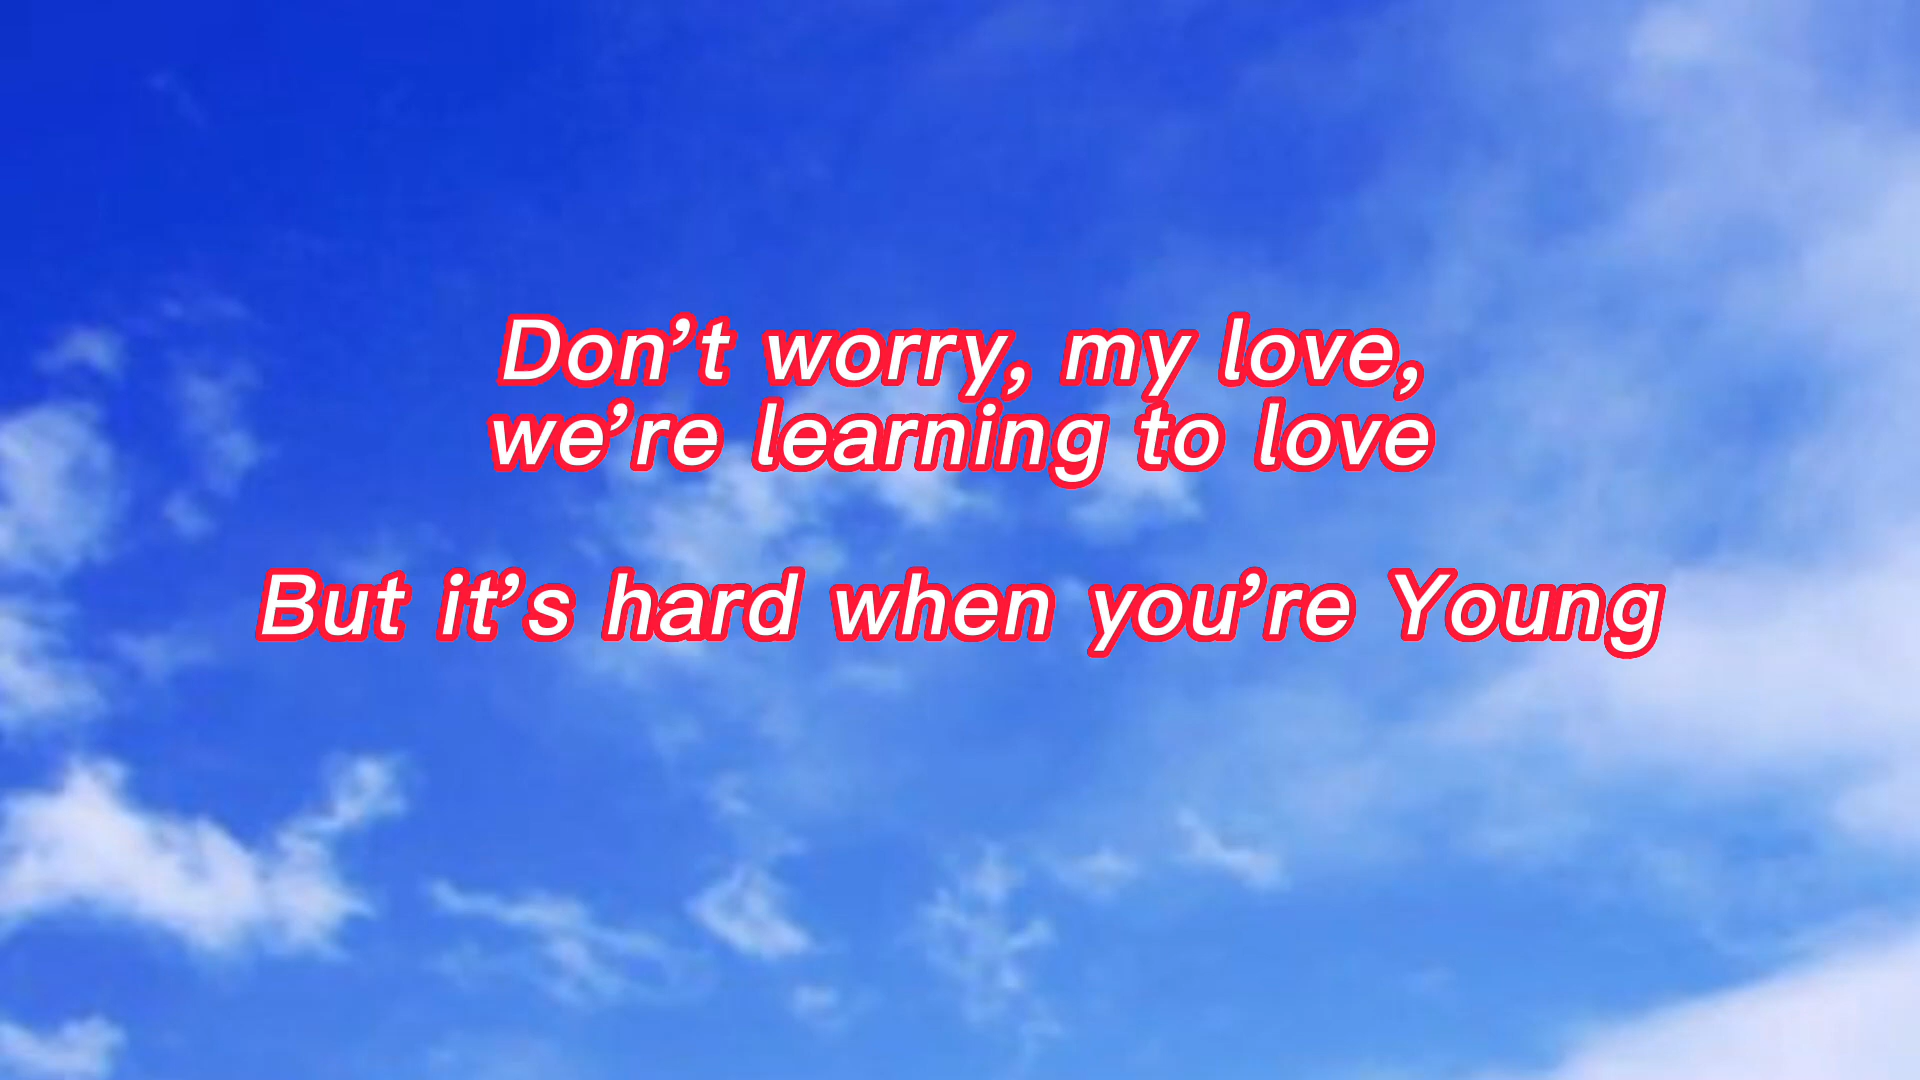 Don’t worry, my love,
we’re learning to love
But it’s hard when you’re Young